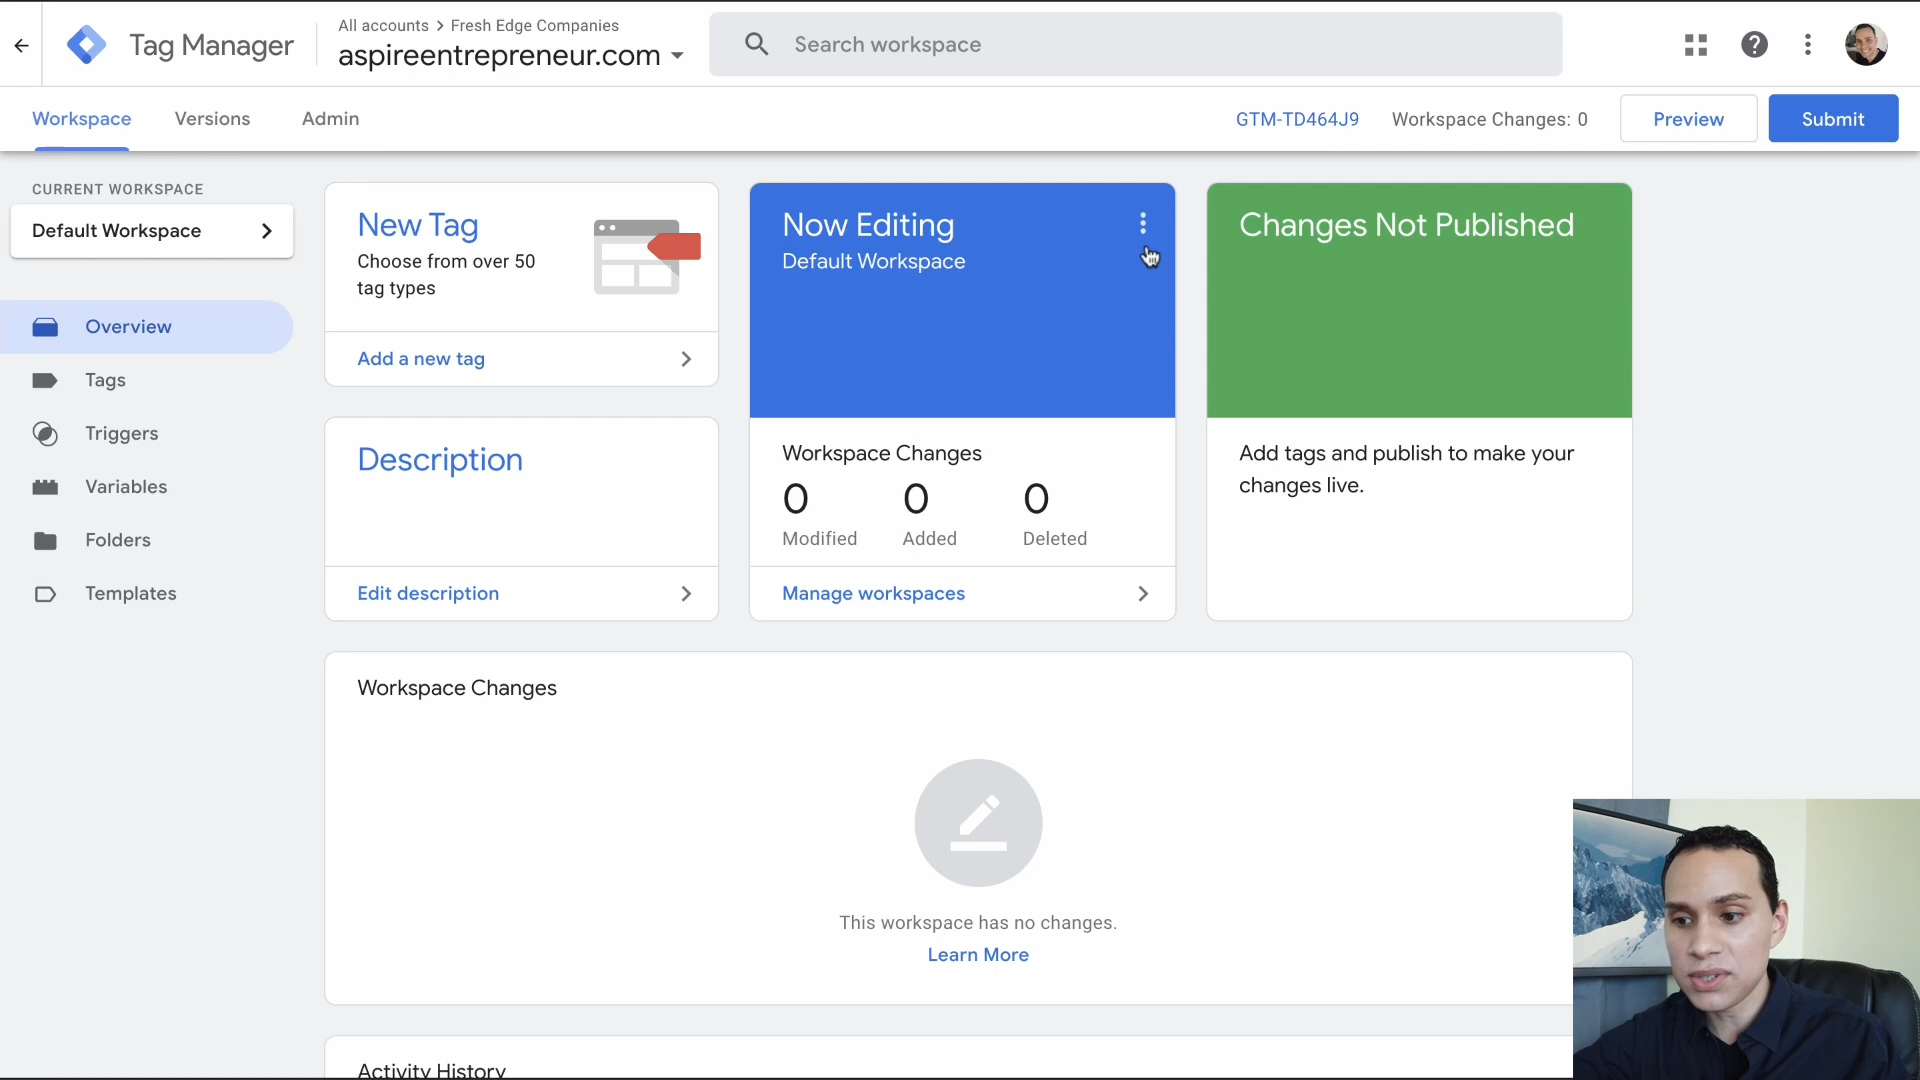 All accounts > Fresh Edge Companies
Tag Manager
aspireentrepreneur.com
Search workspace
Workspace
Versions
Admin
GTM-TD464J9
Workspace Changes: 0
Preview
Submit
CURRENT WORKSPACE
Default Workspace
Overview
Tags
Triggers
Variables
Folders
Templates
New Tag
Choose from over 50
tag types
Add a new tag
Description
Edit description
Now Editing
Default Workspace
Workspace Changes
0 0 0
Modified Added Deleted
Manage workspaces
Changes Not Published
Add tags and publish to make your
changes live.
Workspace Changes
This workspace has no changes.
Learn More
Activity History